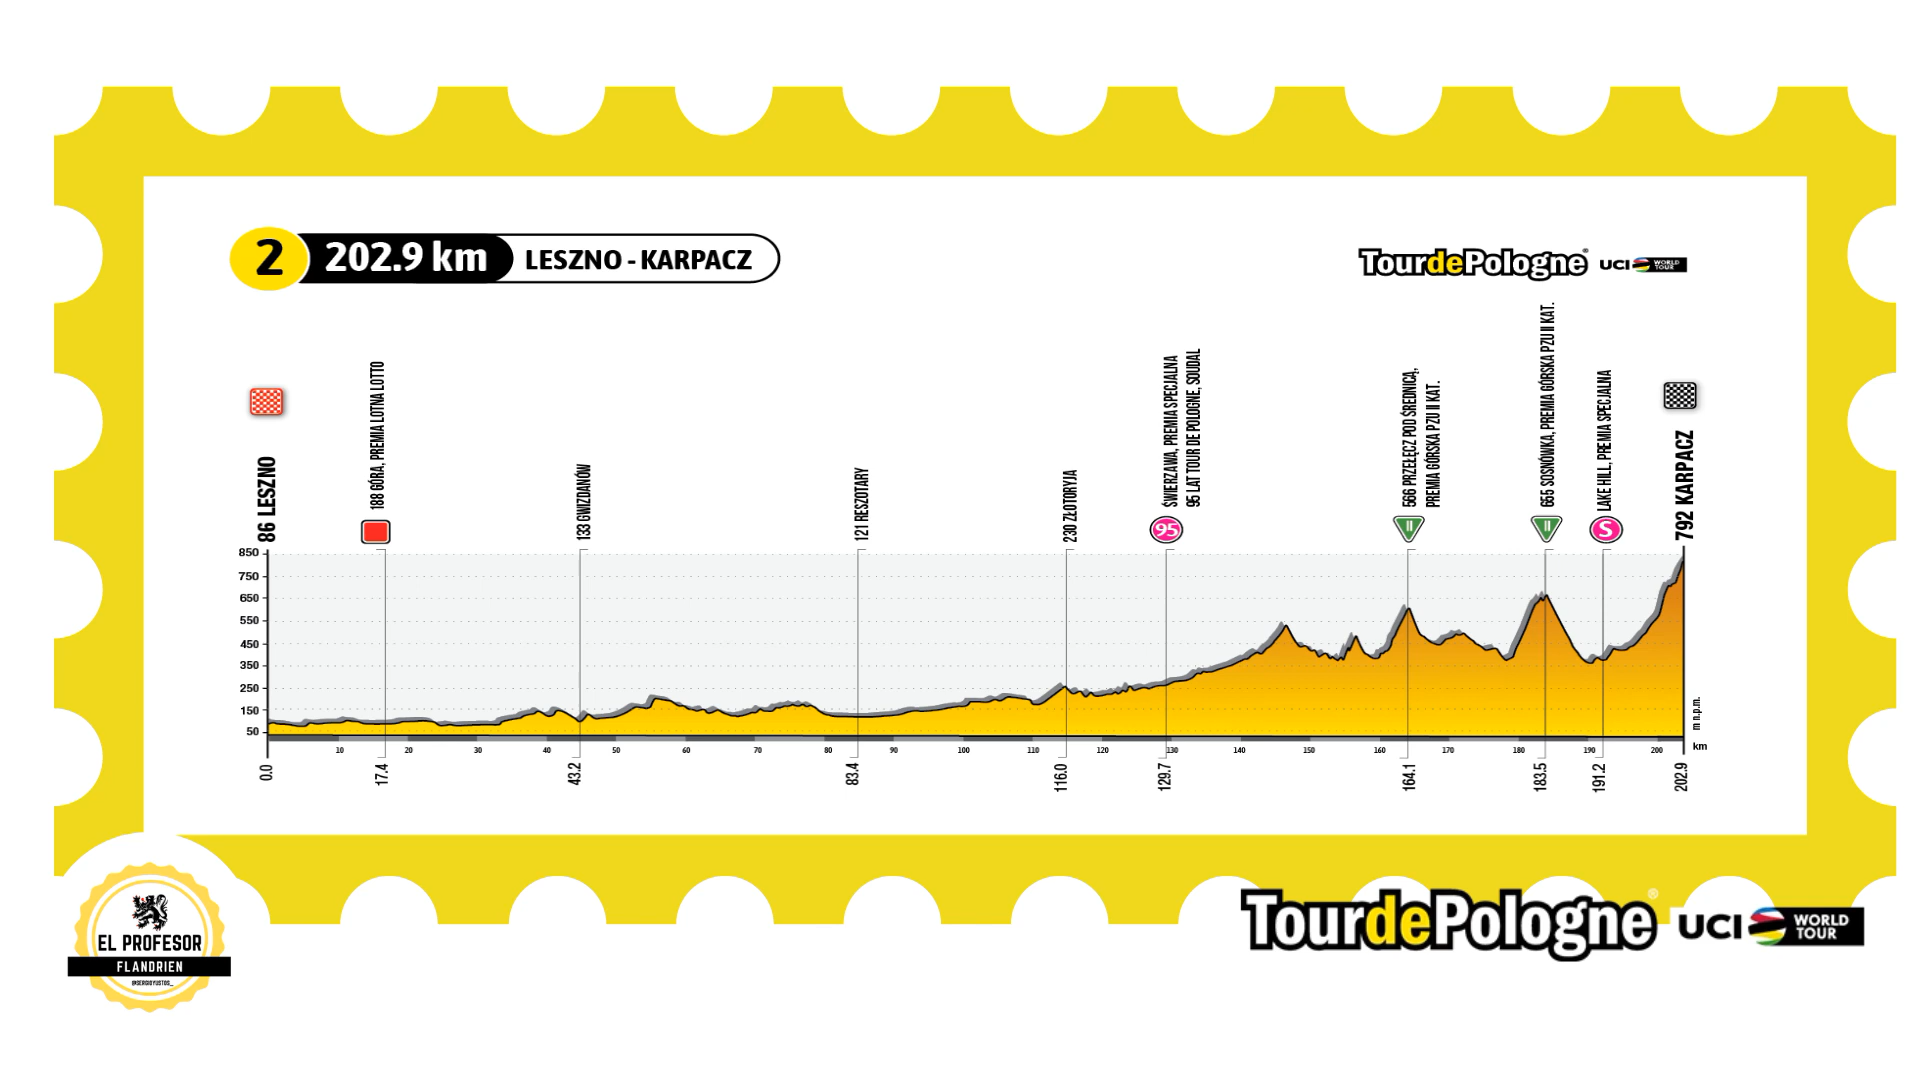 2 202.9 km LESZNO - KARPACZ
TourdePologne® UCI WORLD TOUR
86 LESZNO
188 GÓRA, PREMIA LOTNA LOTTO
133 GWIZDANÓW
121 RESZOTARY
230 ZŁOTORYJA
ŚWIERZAWA, PREMIA SPECJALNA
95 LAT TOUR DE POLOGNE, SOUDAL
566 PRZEŁĘCZ POD ŚREDNICĄ,
PREMIA GÓRSKA PZU II KAT.
655 SOSNÓWKA, PREMIA GÓRSKA PZU II KAT.
LAKE HILL, PREMIA SPECJALNA
792 KARPACZ
95
II
II
S
850
750
650
550
450
350
250
150
50
m n.p.m.
10 20 30 40 50 60 70 80 90 100 110 120 130 140 150 160 170 180 190 200 km
0.0 17.4 43.2 83.4 116.0 129.7 164.1 183.5 191.2 202.9
EL PROFESOR
FLANDRIEN
@SERGIOYUSTOS_
TourdePologne® UCI WORLD TOUR